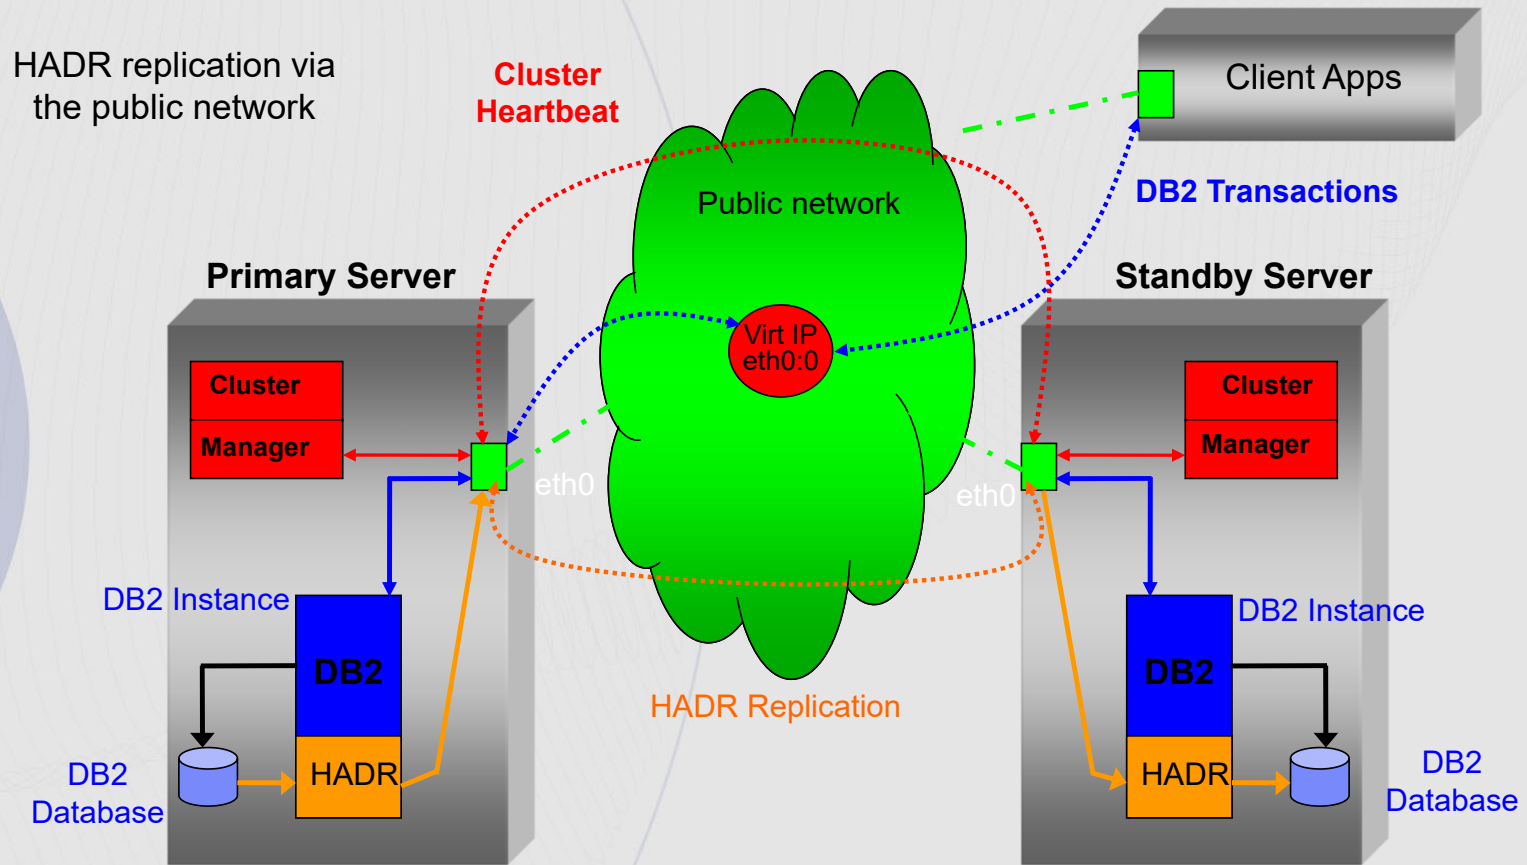 HADR replication via
the public network
Cluster
Heartbeat
Client Apps
DB2 Transactions
Public network
Primary Server
Standby Server
Virt IP
eth0:0
Cluster
Manager
Cluster
Manager
eth0
eth0
DB2 Instance
DB2 Instance
DB2
DB2
HADR Replication
HADR
HADR
DB2
Database
DB2
Database